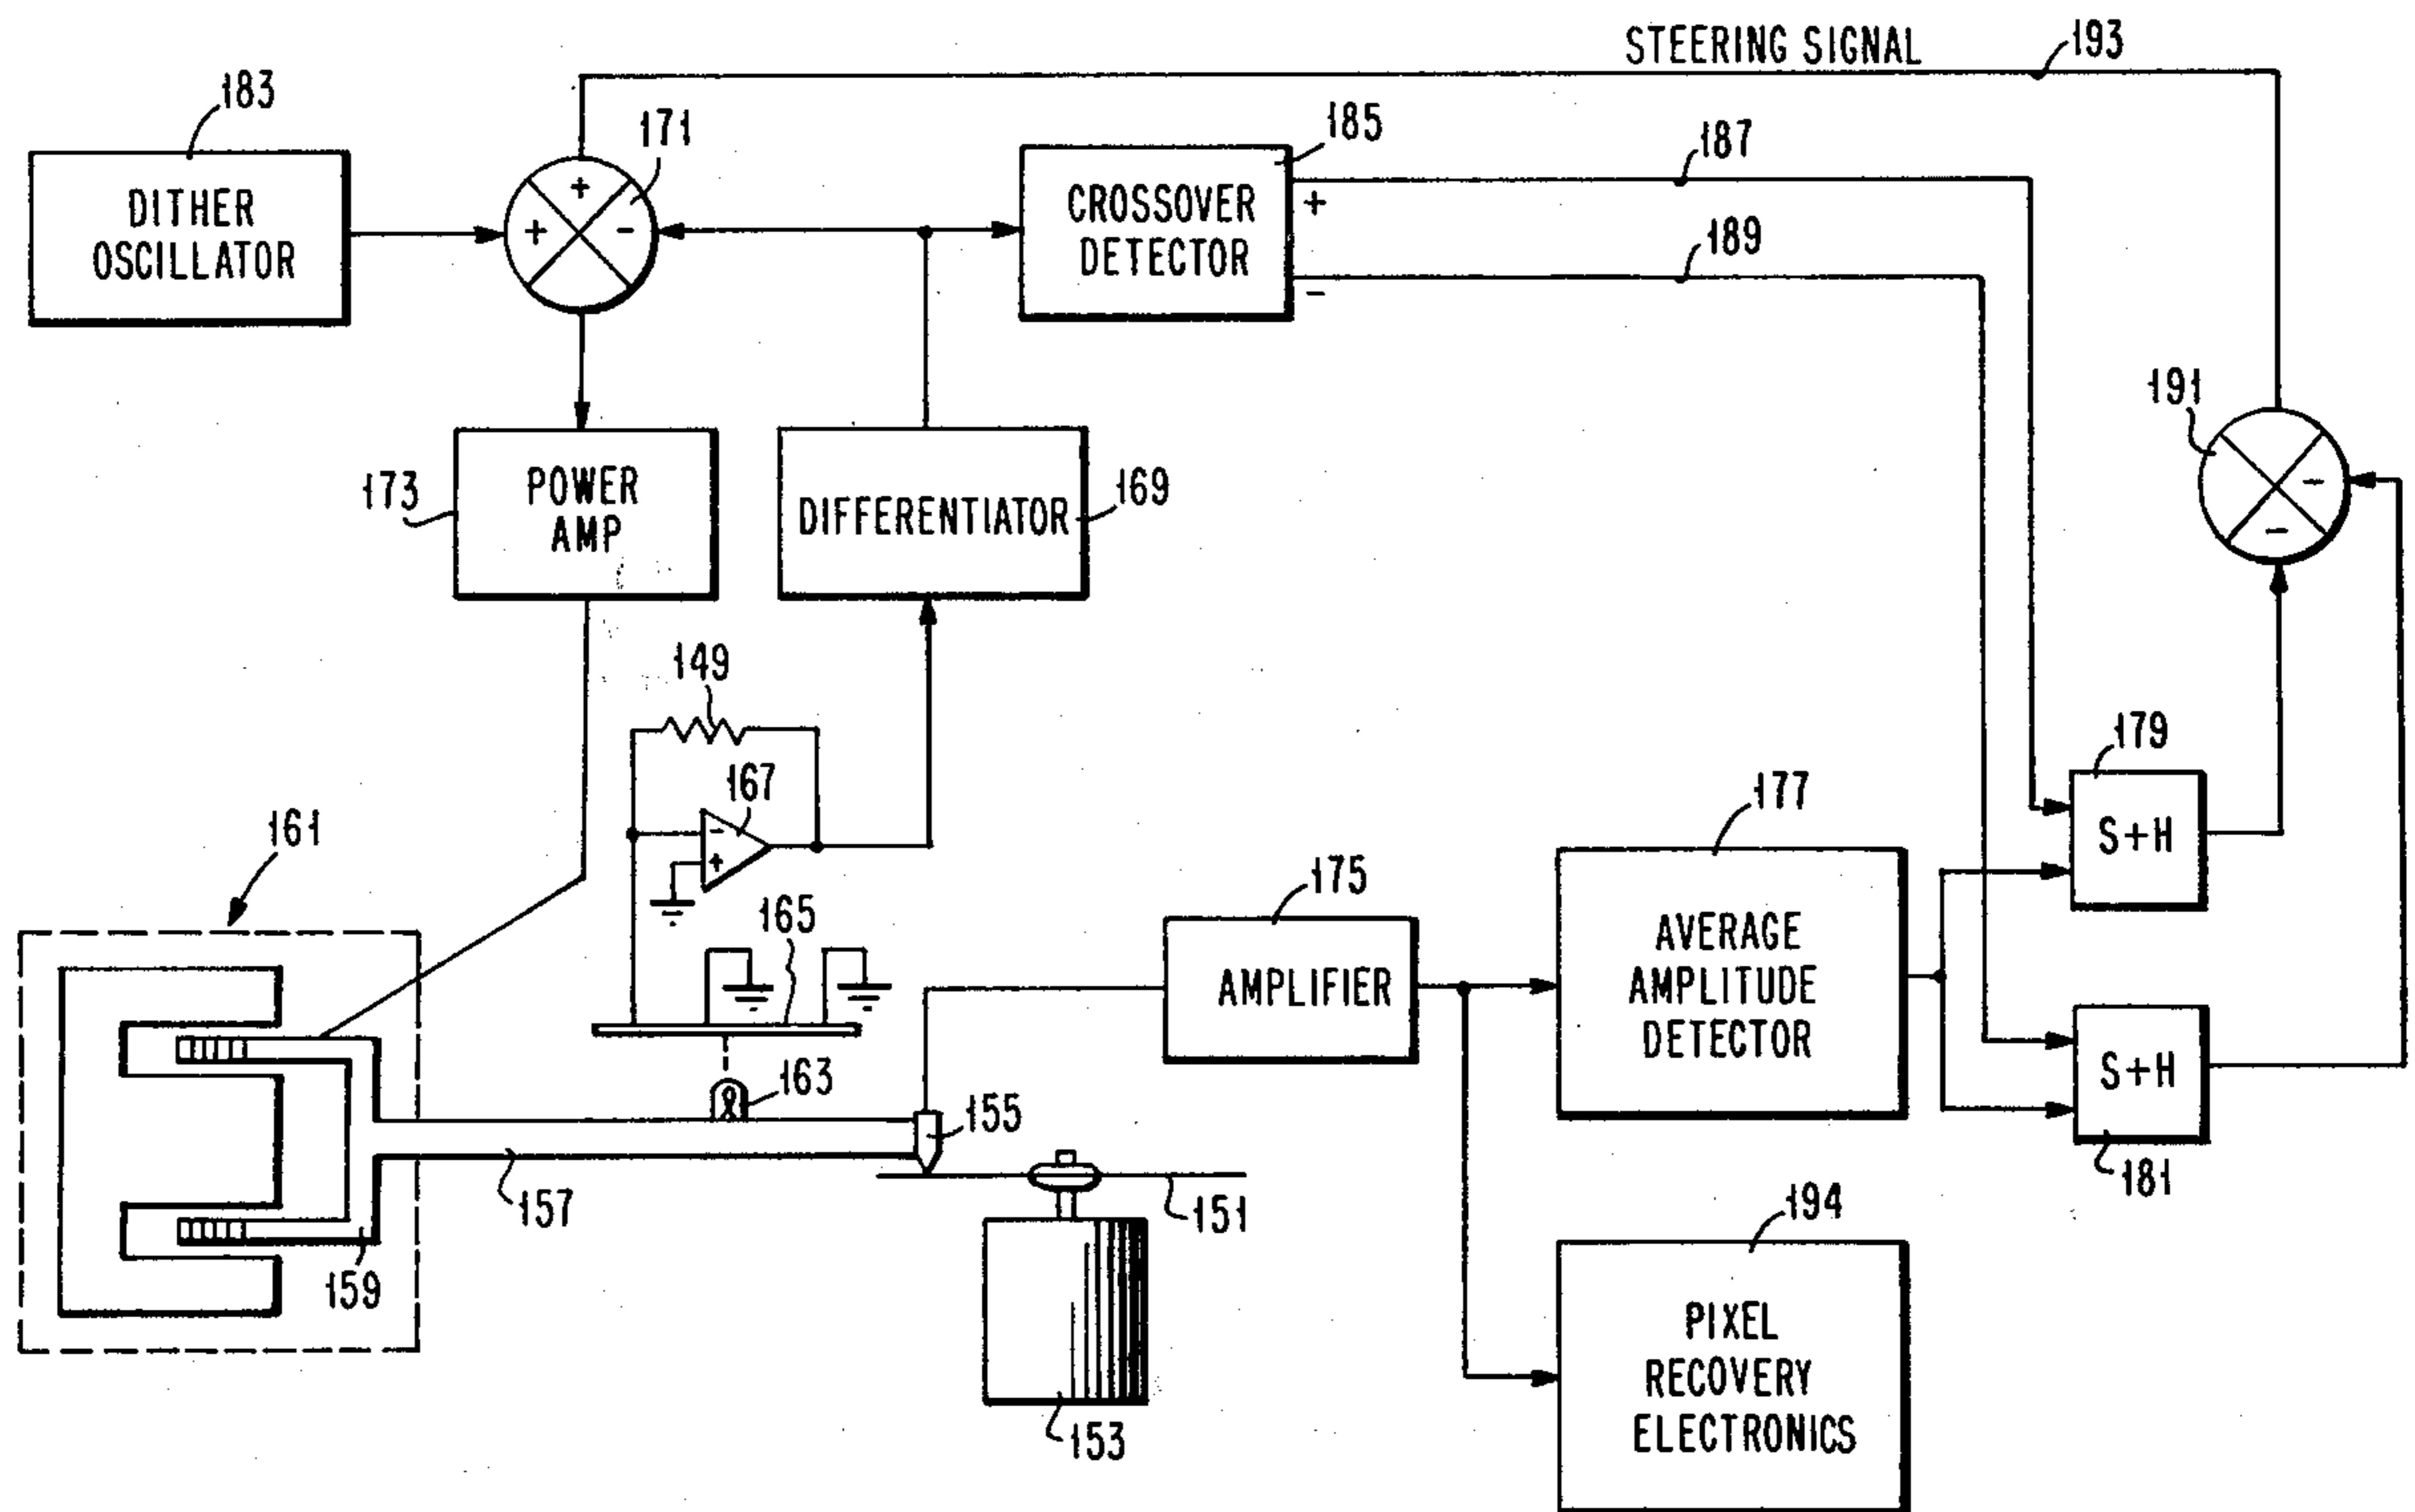 STEERING SIGNAL
193
183
171
185
187
DITHER
OSCILLATOR
+
+
-
CROSSOVER
DETECTOR
+
-
189
191
-
-
173
POWER
AMP
DIFFERENTIATOR
169
149
167
-
+
179
S+H
177
161
165
175
AVERAGE
AMPLITUDE
DETECTOR
AMPLIFIER
163
155
S+H
181
157
151
194
159
PIXEL
RECOVERY
ELECTRONICS
153